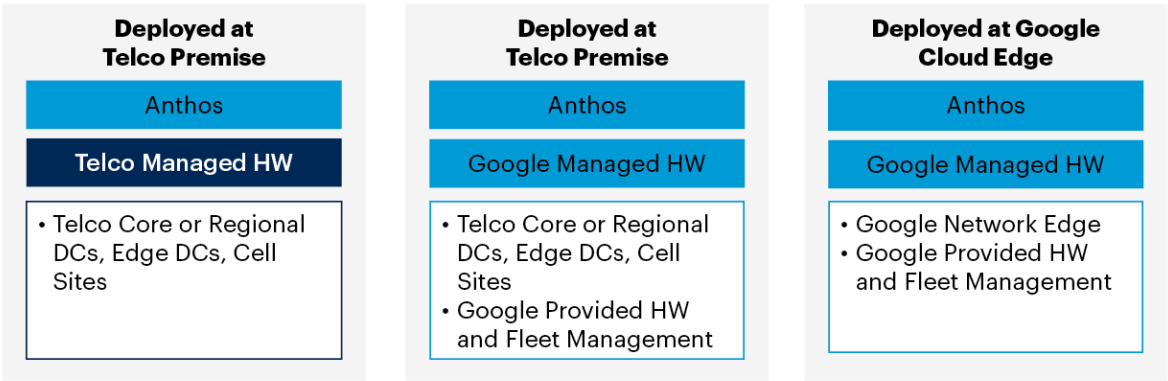 Deployed at
Telco Premise
Anthos
Telco Managed HW
• Telco Core or Regional
DCs, Edge DCs, Cell
Sites
Deployed at
Telco Premise
Anthos
Google Managed HW
• Telco Core or Regional
DCs, Edge DCs, Cell
Sites
• Google Provided HW
and Fleet Management
Deployed at Google
Cloud Edge
Anthos
Google Managed HW
• Google Network Edge
• Google Provided HW
and Fleet Management